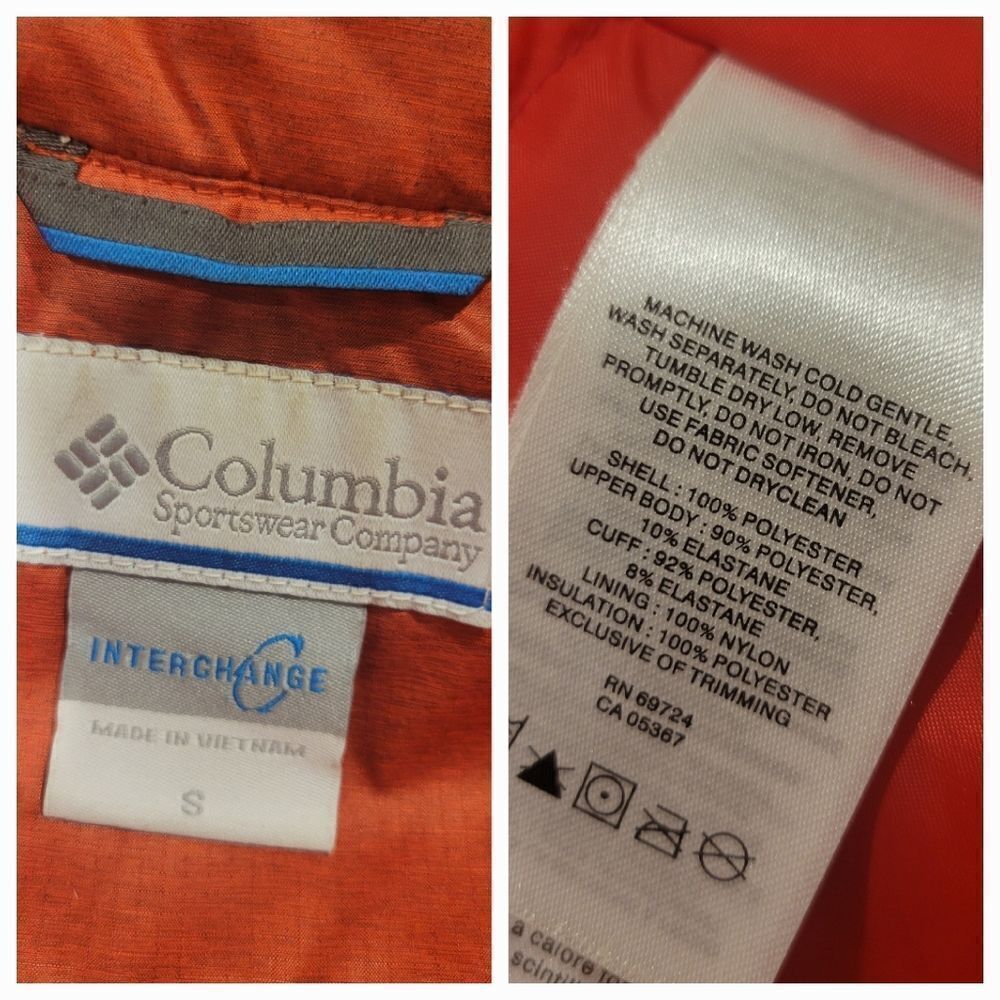 Columbia
Sportswear Company
INTERCHANGE
MADE IN VIETNAM
S
MACHINE WASH COLD GENTLE,
WASH SEPARATELY, DO NOT BLEACH,
TUMBLE DRY LOW, REMOVE
PROMPTLY, DO NOT IRON, DO NOT
USE FABRIC SOFTENER,
DO NOT DRYCLEAN
SHELL : 100% POLYESTER
UPPER BODY : 90% POLYESTER,
10% ELASTANE
CUFF : 92% POLYESTER,
8% ELASTANE
LINING : 100% NYLON
INSULATION : 100% POLYESTER
EXCLUSIVE OF TRIMMING
RN 69724
CA 05367
a calore